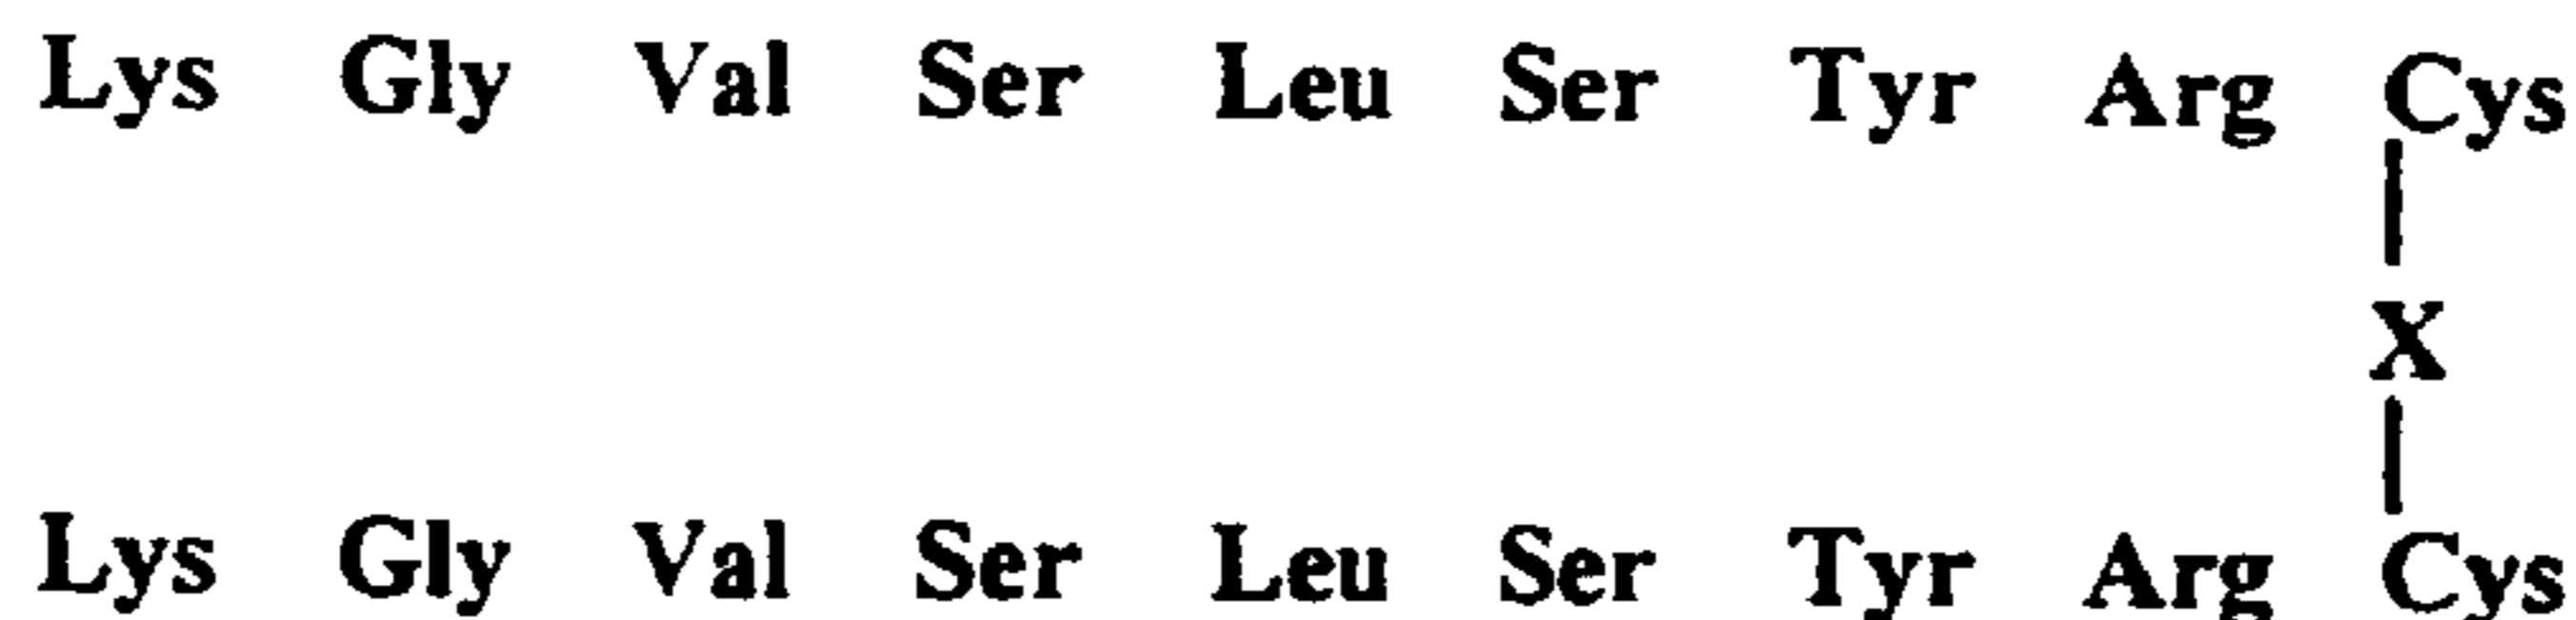 Lys Gly Val Ser Leu Ser Tyr Arg Cys
X
Lys Gly Val Ser Leu Ser Tyr Arg Cys